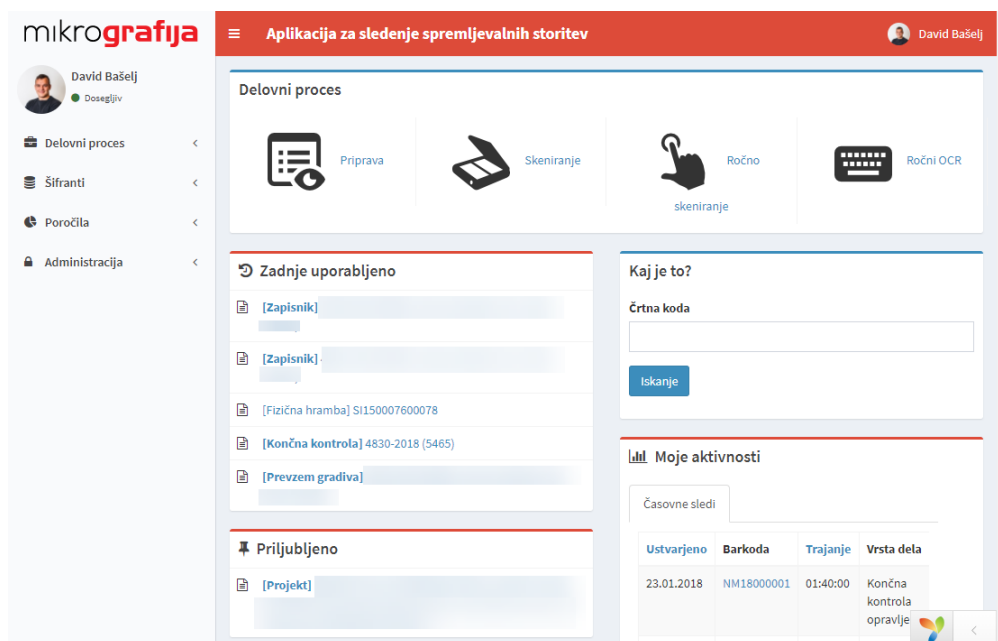 mikrografija
Aplikacija za sledenje spremljevalnih storitev
David Bašelj
David Bašelj
Dosegljiv
Delovni proces
Šifranti
Poročila
Administracija
Delovni proces
Priprava
Skeniranje
Ročno
skeniranje
Ročni OCR
Zadnje uporabljeno
[Zapisnik]
[Zapisnik]
[Fizična hramba] SI150007600078
[Končna kontrola] 4830-2018 (5465)
[Prevzem gradiva]
Priljubljeno
[Projekt]
Kaj je to?
Črtna koda
Iskanje
Moje aktivnosti
Časovne sledi
Ustvarjeno Barkoda Trajanje Vrsta dela
23.01.2018 NM18000001 01:40:00 Končna
kontrola
opravlje